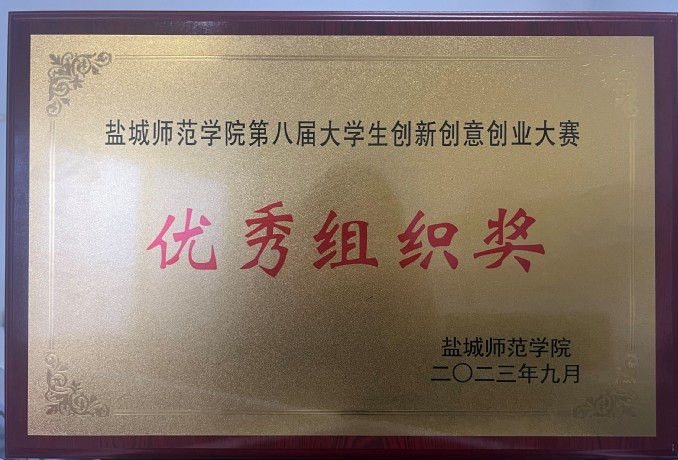 盐城师范学院第八届大学生创新创意创业大赛
优秀组织奖
盐城师范学院
二〇二三年九月